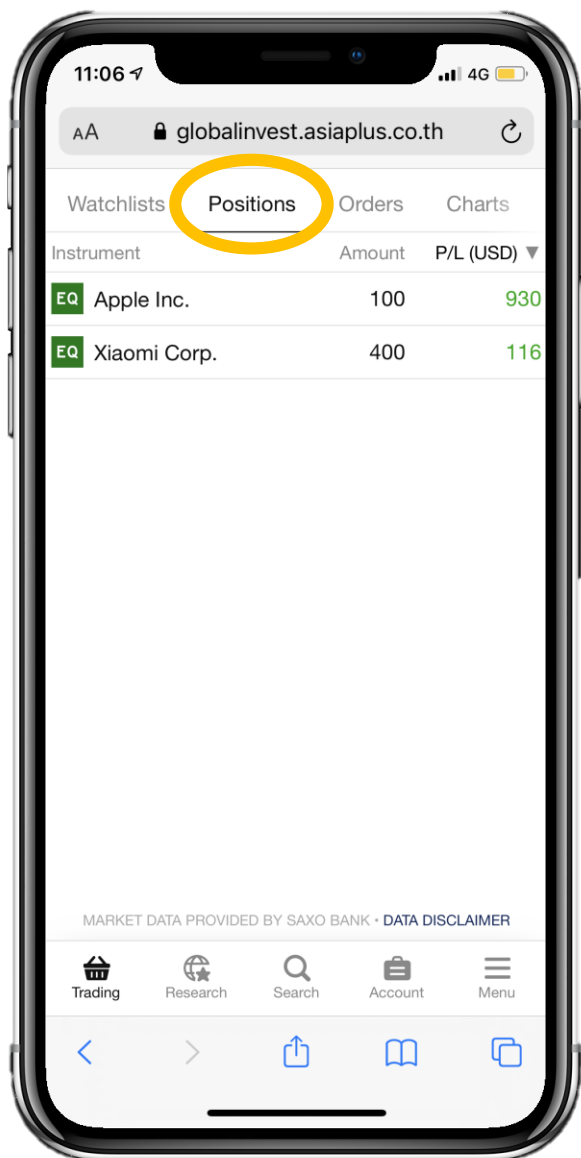 11:06 4G
AA globalinvest.asiaplus.co.th
Watchlists Positions Orders Charts
Instrument Amount P/L (USD) ▼
EQ Apple Inc. 100 930
EQ Xiaomi Corp. 400 116
MARKET DATA PROVIDED BY SAXO BANK • DATA DISCLAIMER
Trading Research Search Account Menu